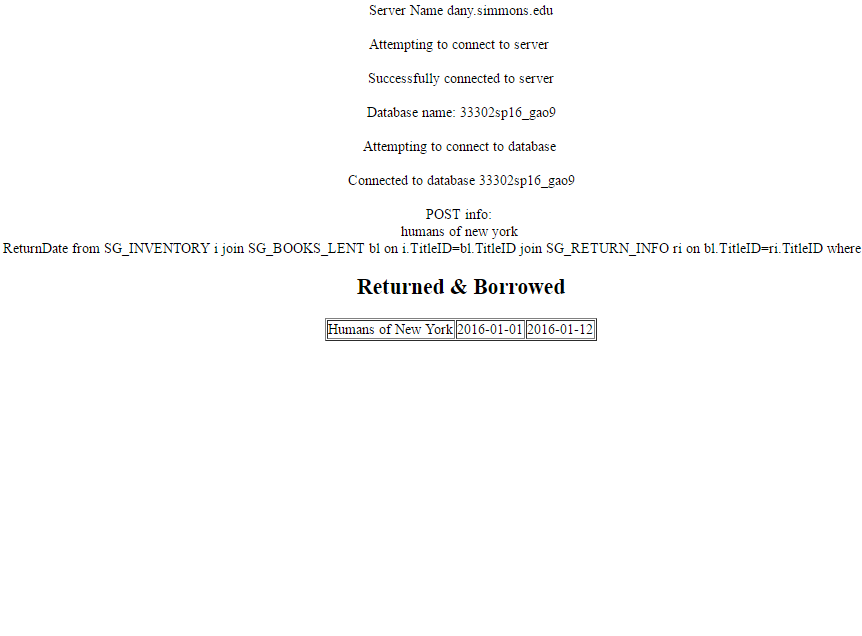 Server Name dany.simmons.edu
Attempting to connect to server
Successfully connected to server
Database name: 33302sp16_gao9
Attempting to connect to database
Connected to database 33302sp16_gao9
POST info:
humans of new york
ReturnDate from SG_INVENTORY i join SG_BOOKS_LENT bl on i.TitleID=bl.TitleID join SG_RETURN_INFO ri on bl.TitleID=ri.TitleID where
Returned & Borrowed
Humans of New York 2016-01-01 2016-01-12